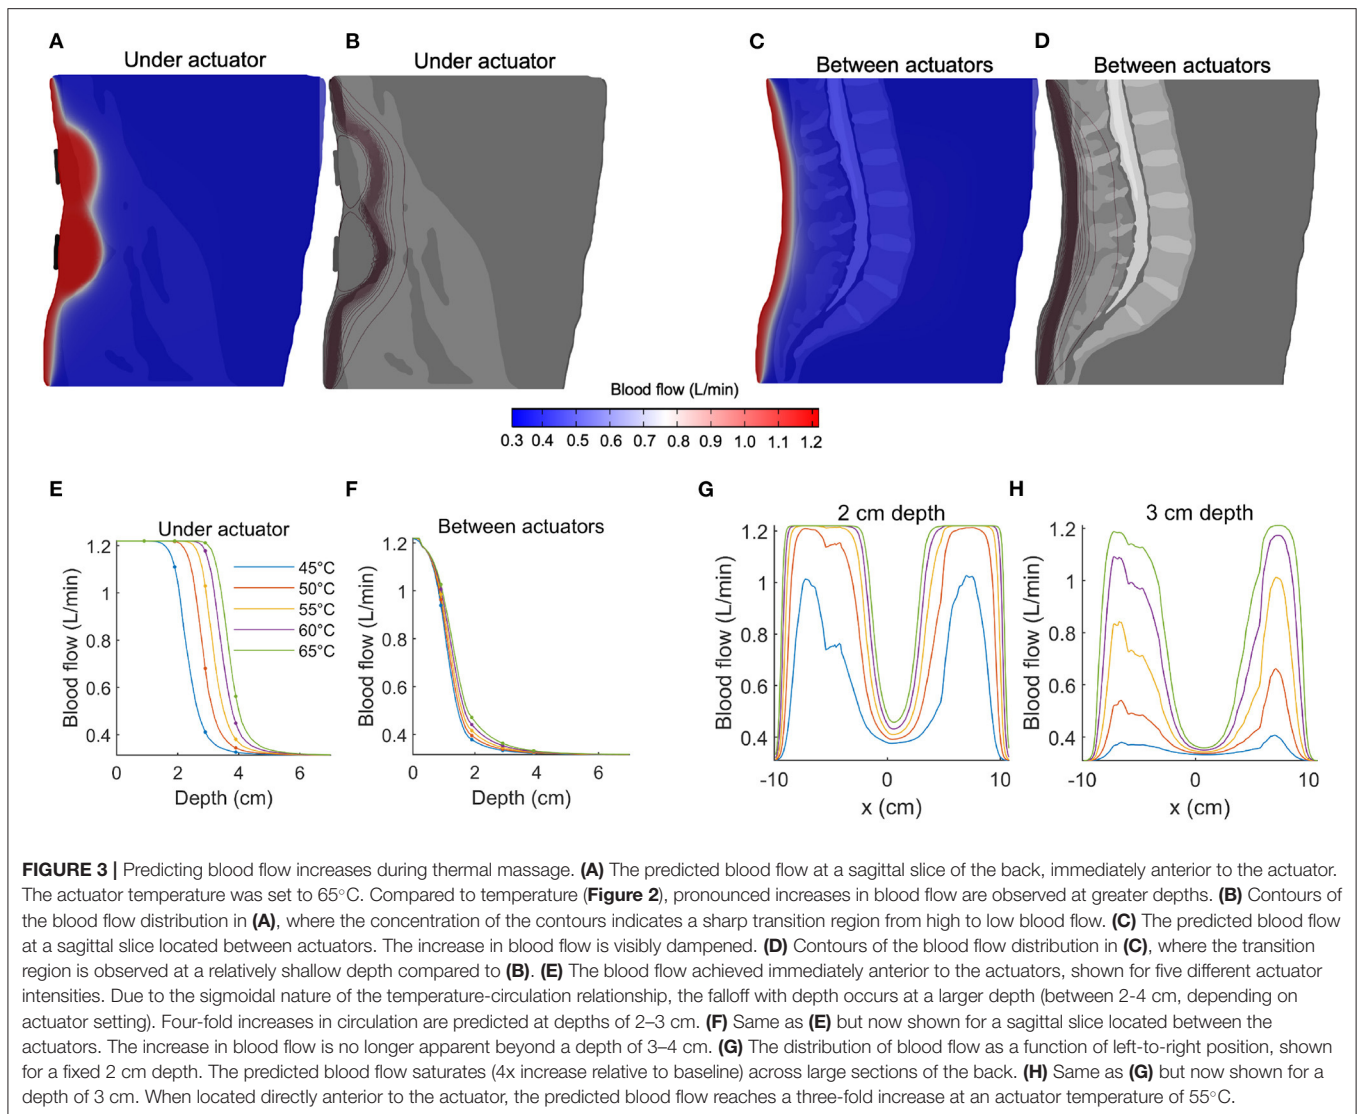 A
Under actuator
B
Under actuator
C
Between actuators
D
Between actuators
Blood flow (L/min)
0.3 0.4 0.5 0.6 0.7 0.8 0.9 1.0 1.1 1.2
E
Under actuator
1.2
1
0.8
0.6
0.4
Blood flow (L/min)
45°C
50°C
55°C
60°C
65°C
0 2 4 6
Depth (cm)
F
Between actuators
1.2
1
0.8
0.6
0.4
Blood flow (L/min)
0 2 4 6
Depth (cm)
G
2 cm depth
1.2
1
0.8
0.6
0.4
Blood flow (L/min)
-10 0 10
x (cm)
H
3 cm depth
1.2
1
0.8
0.6
0.4
Blood flow (L/min)
-10 0 10
x (cm)
FIGURE 3 | Predicting blood flow increases during thermal massage. (A) The predicted blood flow at a sagittal slice of the back, immediately anterior to the actuator.
The actuator temperature was set to 65°C. Compared to temperature (Figure 2), pronounced increases in blood flow are observed at greater depths. (B) Contours of
the blood flow distribution in (A), where the concentration of the contours indicates a sharp transition region from high to low blood flow. (C) The predicted blood flow
at a sagittal slice located between actuators. The increase in blood flow is visibly dampened. (D) Contours of the blood flow distribution in (C), where the transition
region is observed at a relatively shallow depth compared to (B). (E) The blood flow achieved immediately anterior to the actuators, shown for five different actuator
intensities. Due to the sigmoidal nature of the temperature-circulation relationship, the falloff with depth occurs at a larger depth (between 2-4 cm, depending on
actuator setting). Four-fold increases in circulation are predicted at depths of 2–3 cm. (F) Same as (E) but now shown for a sagittal slice located between the
actuators. The increase in blood flow is no longer apparent beyond a depth of 3–4 cm. (G) The distribution of blood flow as a function of left-to-right position, shown
for a fixed 2 cm depth. The predicted blood flow saturates (4x increase relative to baseline) across large sections of the back. (H) Same as (G) but now shown for a
depth of 3 cm. When located directly anterior to the actuator, the predicted blood flow reaches a three-fold increase at an actuator temperature of 55°C.